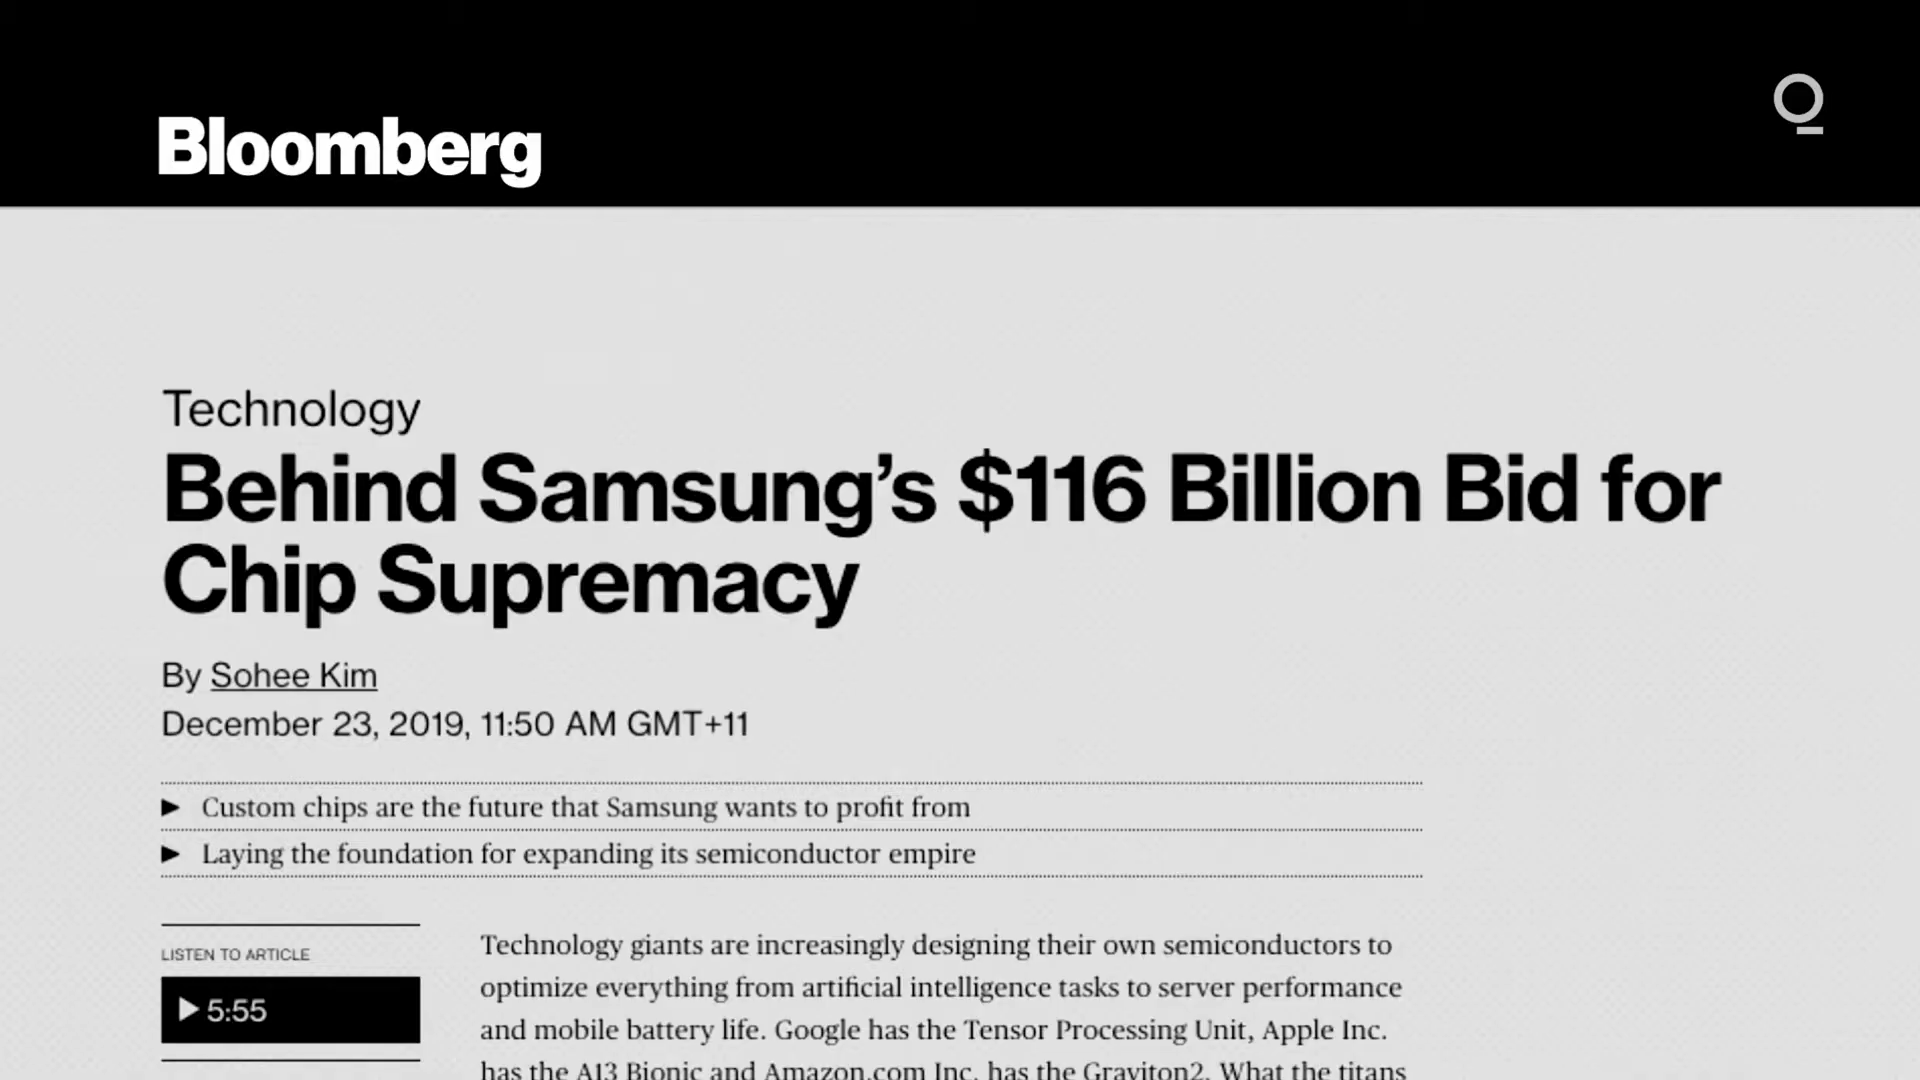 Bloomberg
Technology
Behind Samsung’s $116 Billion Bid for
Chip Supremacy
By Sohee Kim
December 23, 2019, 11:50 AM GMT+11
► Custom chips are the future that Samsung wants to profit from
► Laying the foundation for expanding its semiconductor empire
LISTEN TO ARTICLE
▶ 5:55
Technology giants are increasingly designing their own semiconductors to
optimize everything from artificial intelligence tasks to server performance
and mobile battery life. Google has the Tensor Processing Unit, Apple Inc.
has the A13 Bionic and Amazon.com Inc. has the Graviton2. What the titans